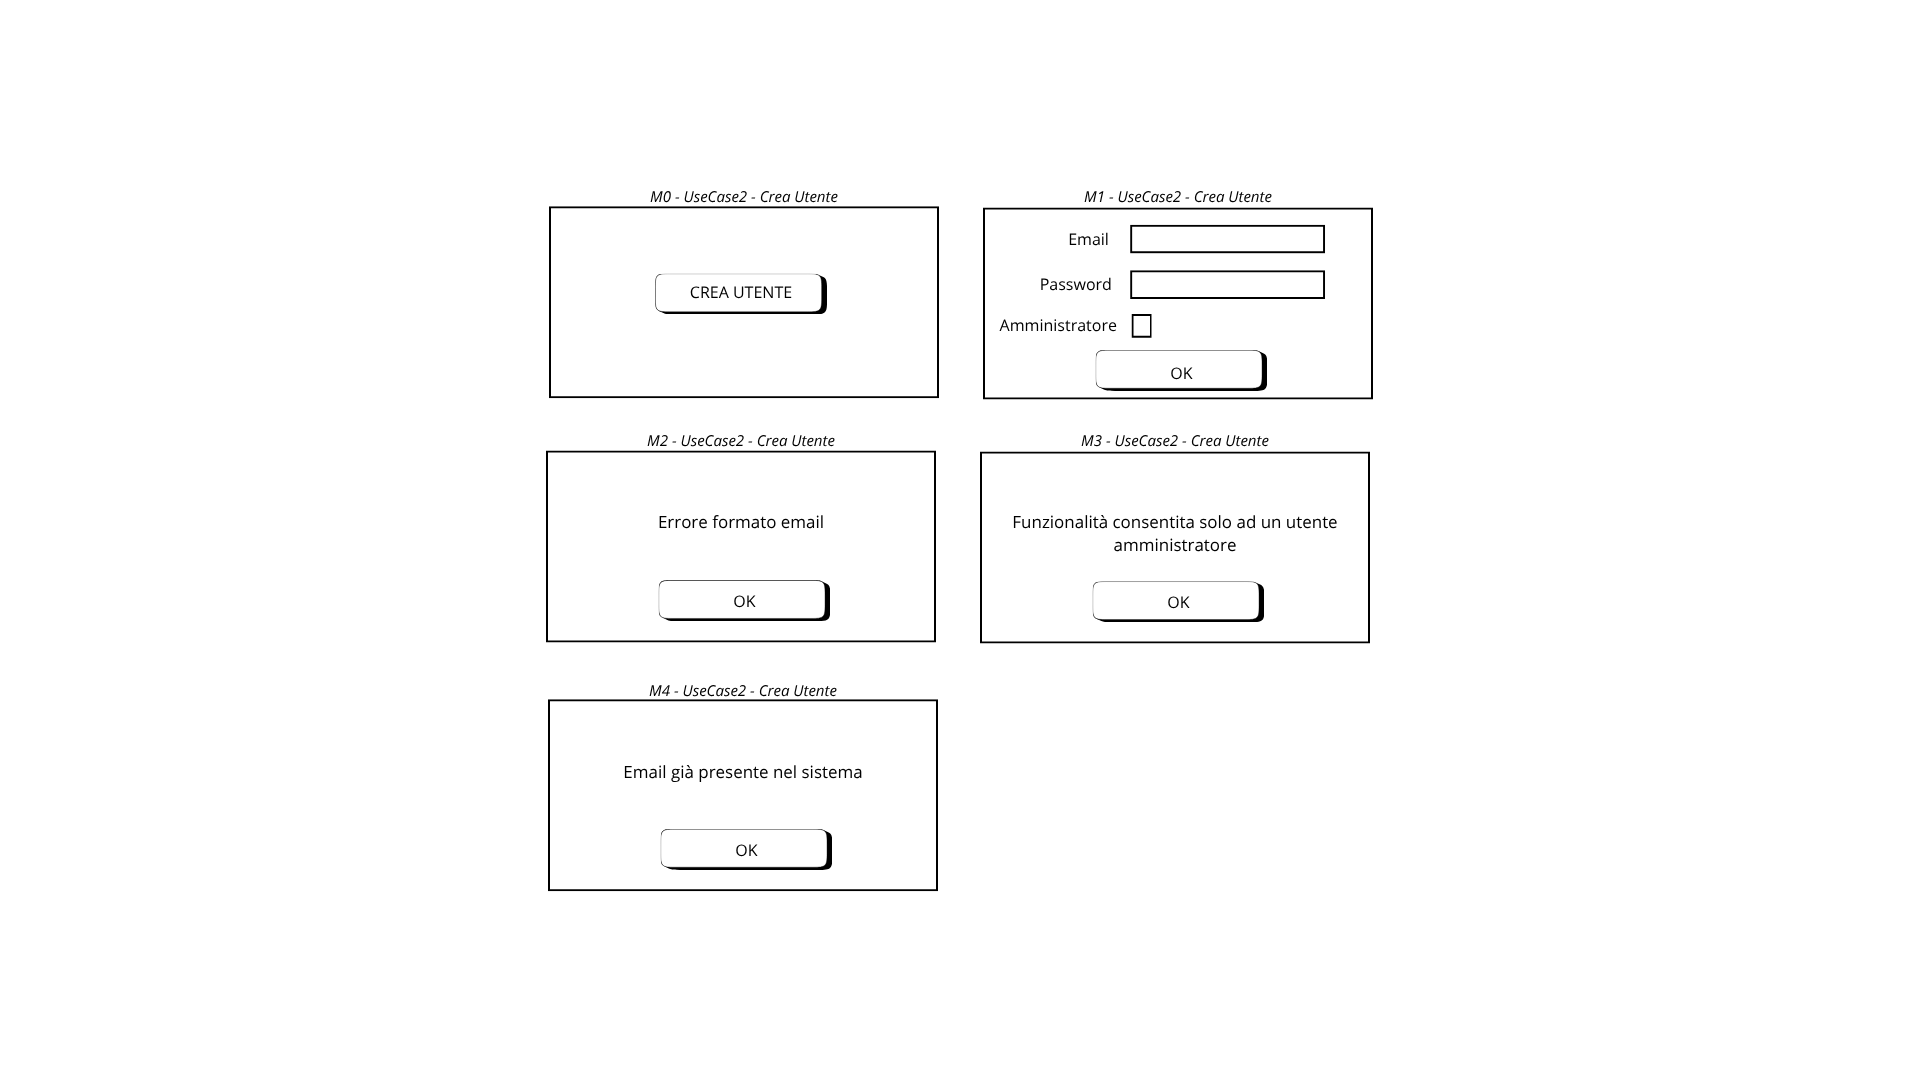 M0 - UseCase2 - Crea Utente
CREA UTENTE
M1 - UseCase2 - Crea Utente
Email
Password
Amministratore
OK
M2 - UseCase2 - Crea Utente
Errore formato email
OK
M3 - UseCase2 - Crea Utente
Funzionalità consentita solo ad un utente
amministratore
OK
M4 - UseCase2 - Crea Utente
Email già presente nel sistema
OK